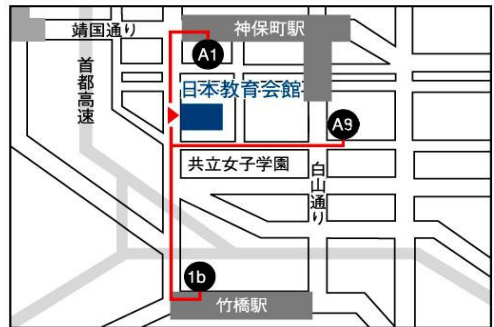 靖国通り
神保町駅
A1
首都高速
日本教育会館
A9
共立女子学園
白山通り
1b
竹橋駅